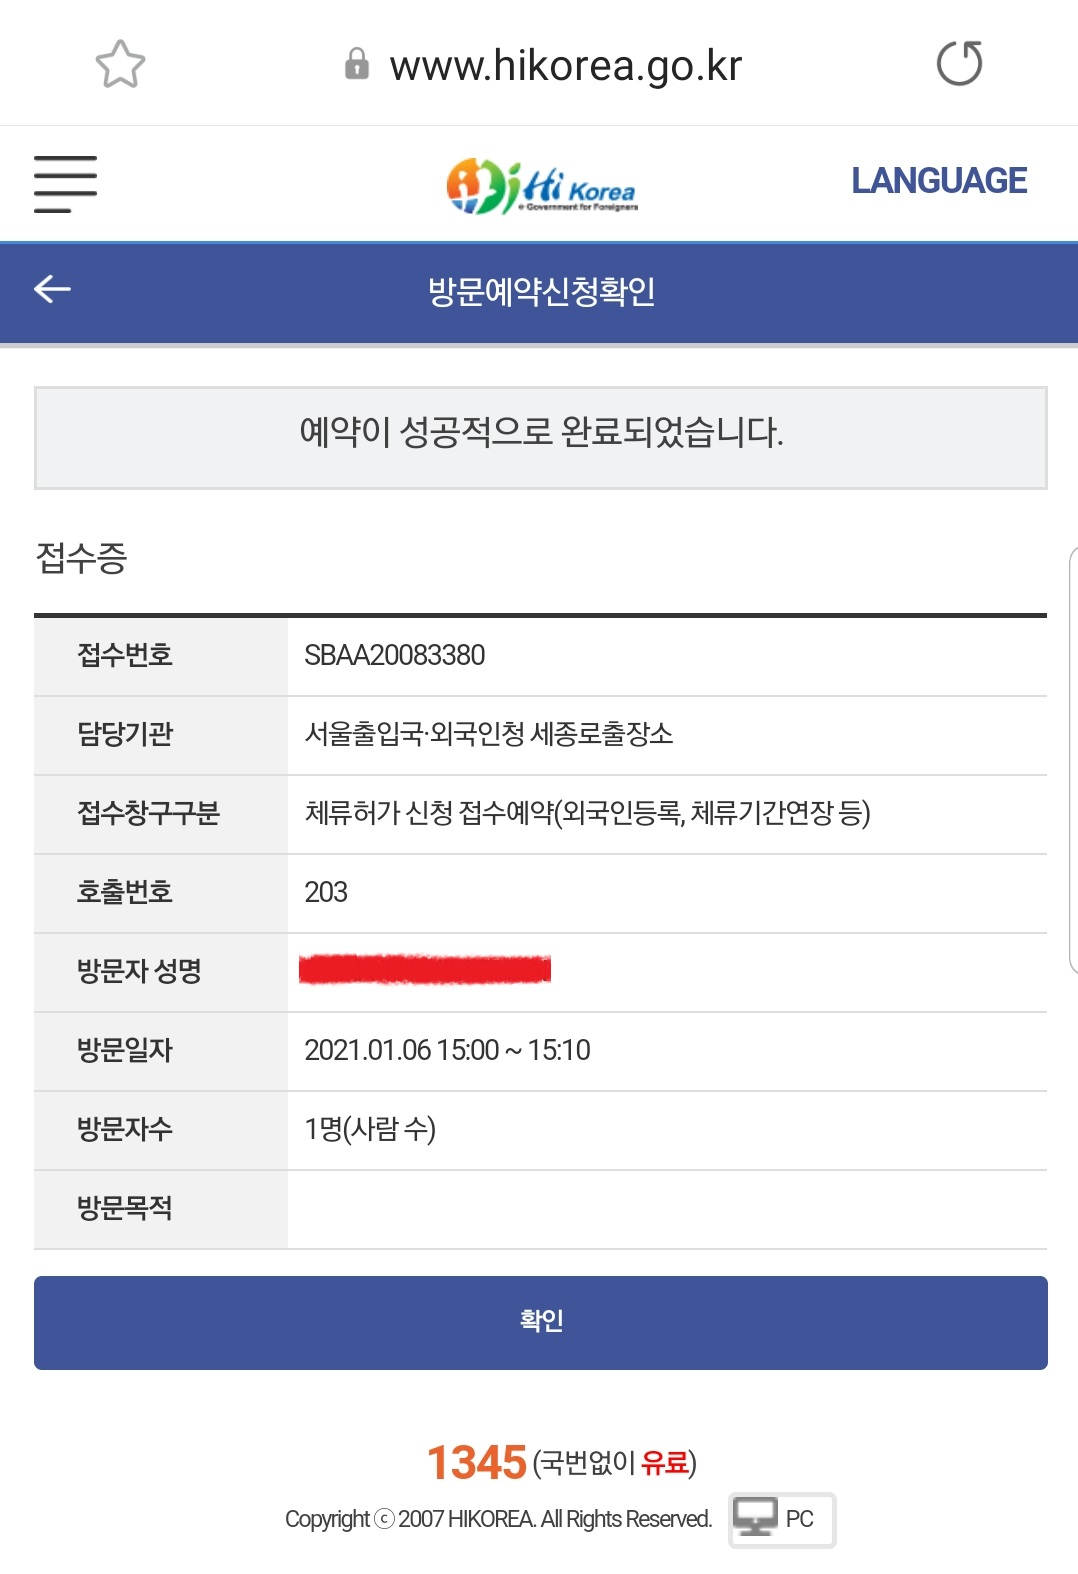 www.hikorea.go.kr
Hi Korea
e-Government for Foreigners
LANGUAGE
방문예약신청확인
예약이 성공적으로 완료되었습니다.
접수증
접수번호 SBAA20083380
담당기관 서울출입국·외국인청 세종로출장소
접수창구구분 체류허가 신청 접수예약(외국인등록, 체류기간연장 등)
호출번호 203
방문자 성명
방문일자 2021.01.06 15:00 ~ 15:10
방문자수 1명(사람 수)
방문목적
확인
1345 (국번없이 유료)
Copyright ⓒ 2007 HIKOREA. All Rights Reserved. PC